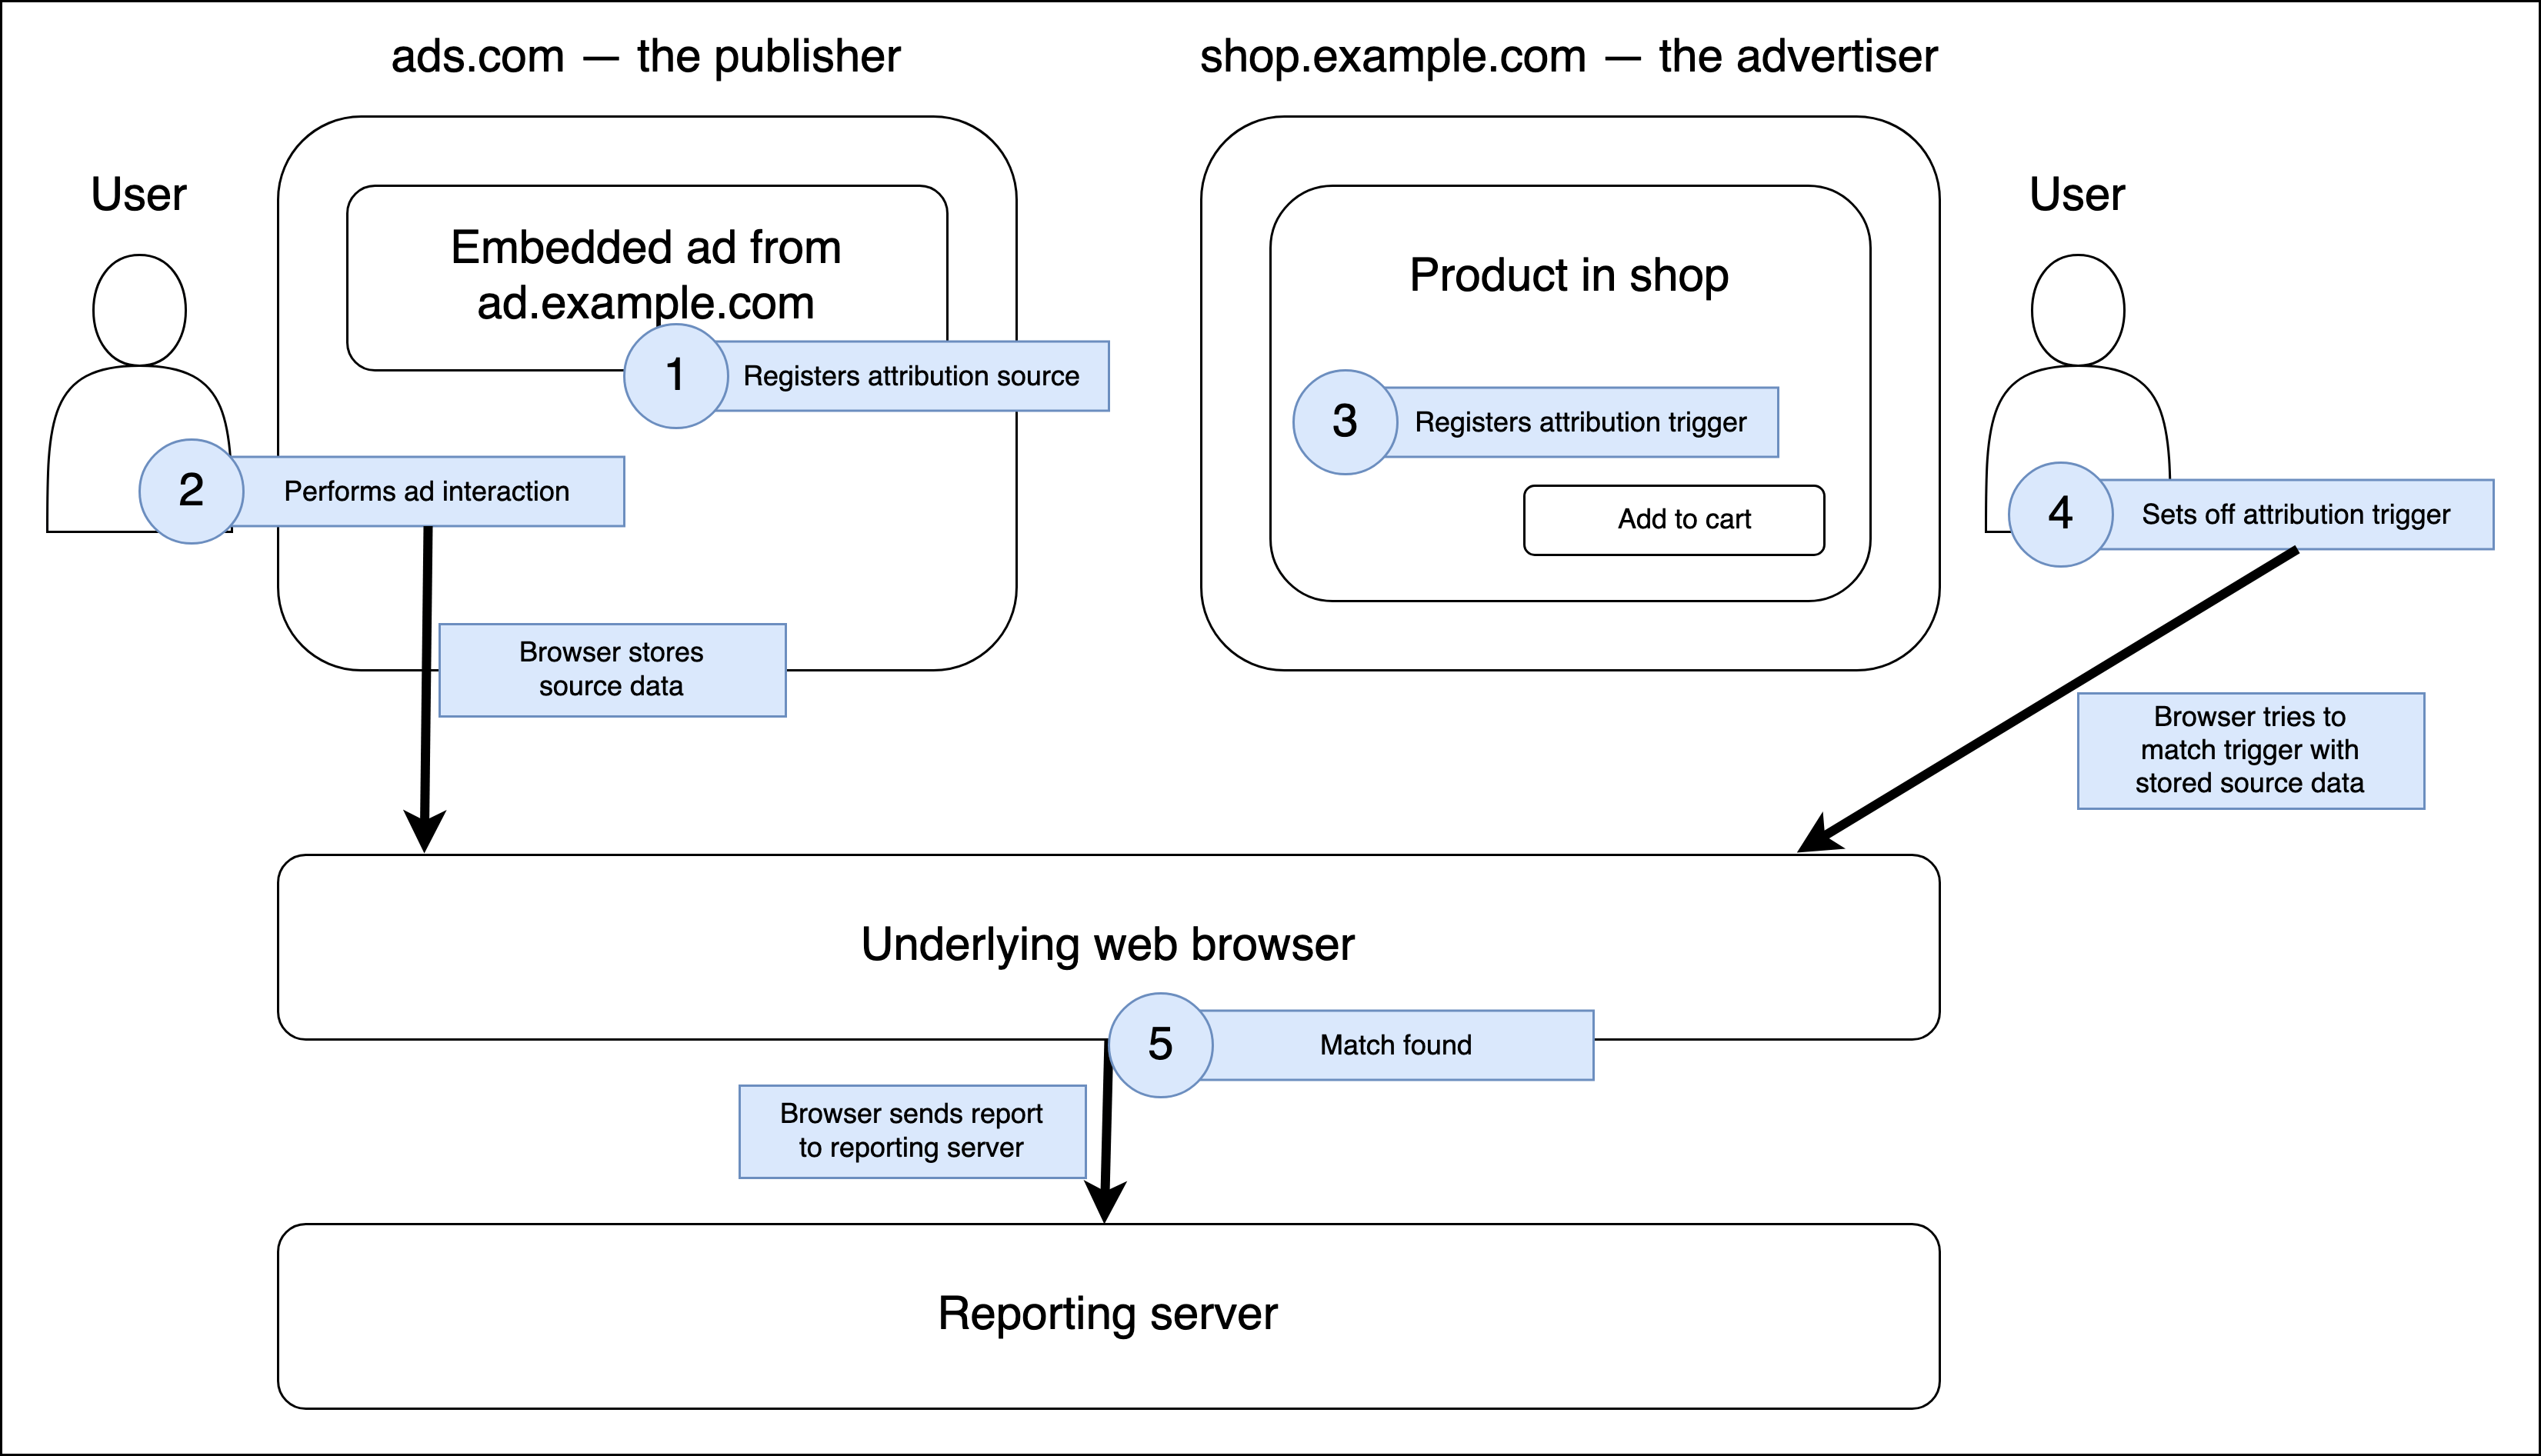 ads.com — the publisher
shop.example.com — the advertiser
User
Embedded ad from
ad.example.com
1
Registers attribution source
2
Performs ad interaction
Browser stores
source data
Product in shop
3
Registers attribution trigger
Add to cart
User
4
Sets off attribution trigger
Browser tries to
match trigger with
stored source data
Underlying web browser
5
Match found
Browser sends report
to reporting server
Reporting server